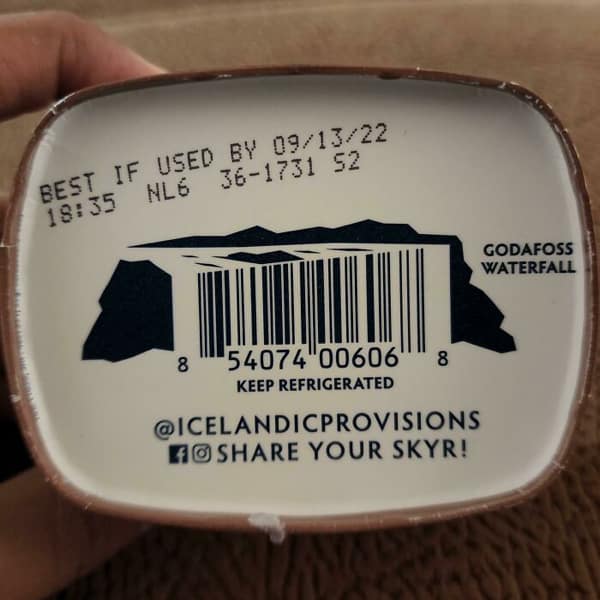 BEST IF USED BY 09/13/22
18:35 NL6 36-1731 S2
GODAFOSS
WATERFALL
8 54074 00606 8
KEEP REFRIGERATED
@ICELANDICPROVISIONS
SHARE YOUR SKYR!